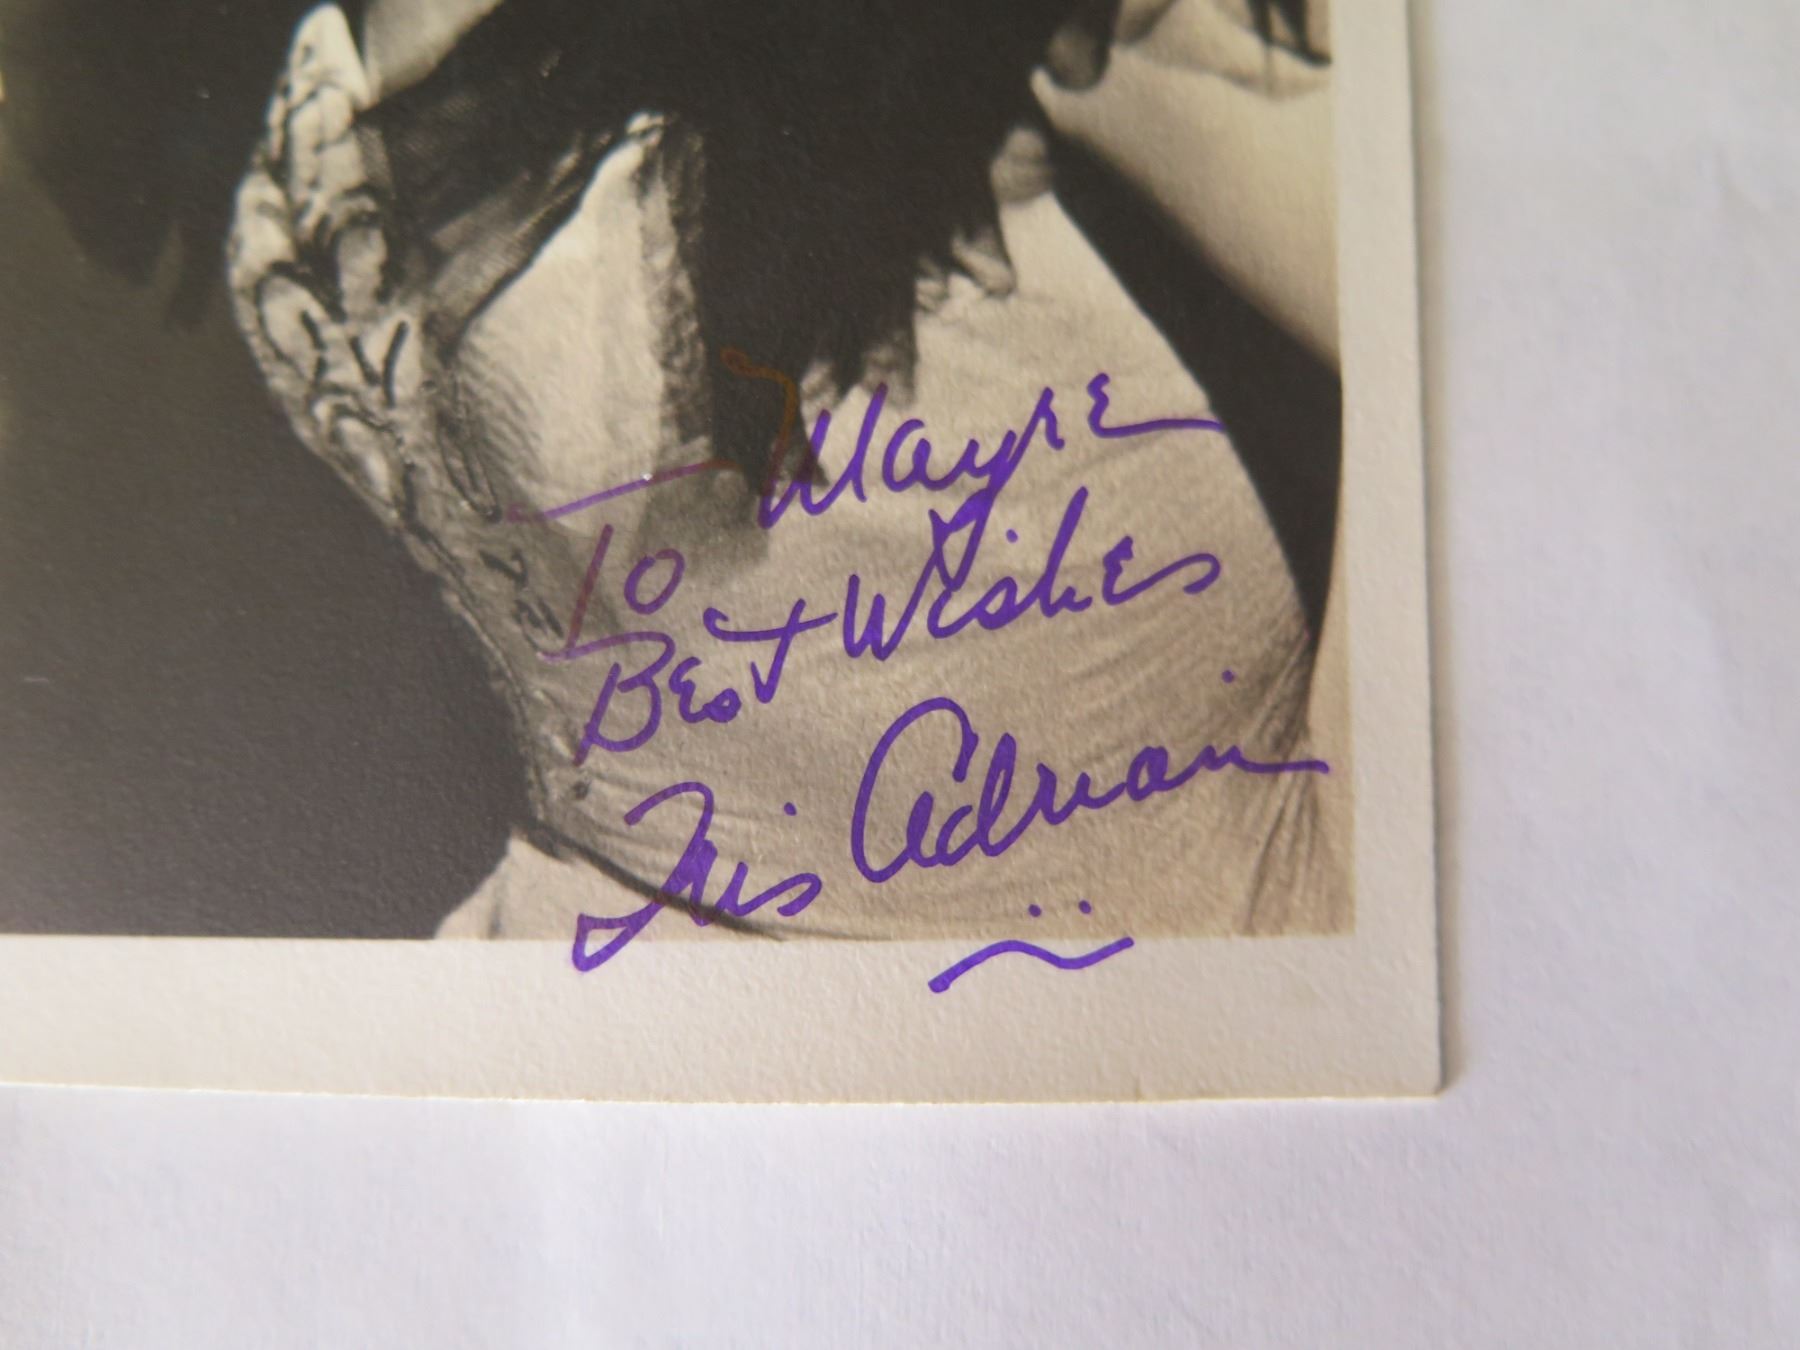 To Wayne
Best Wishes
Iris Adrian